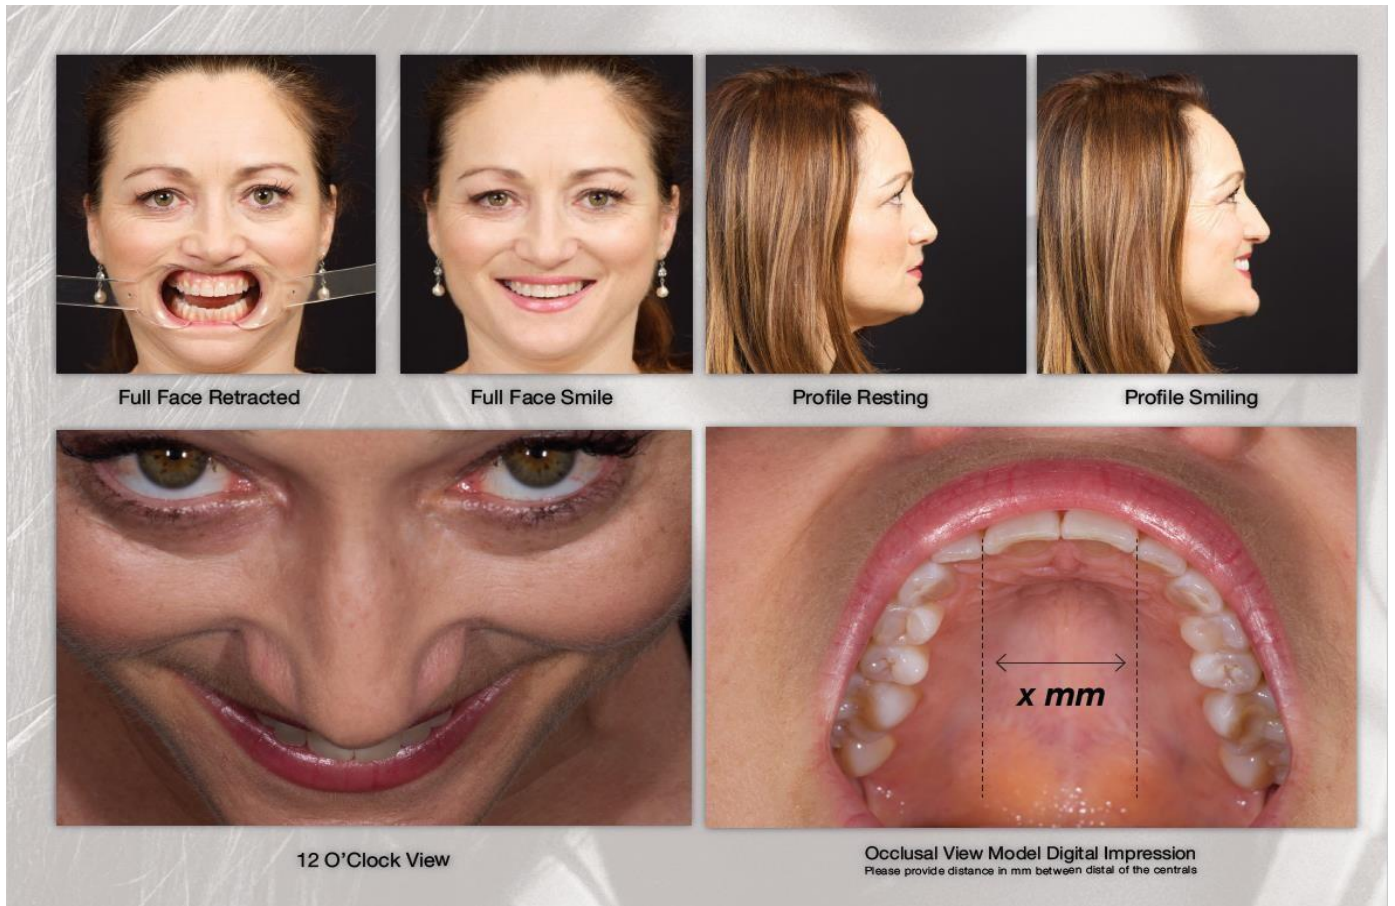 Full Face Retracted
Full Face Smile
Profile Resting
Profile Smiling
x mm
12 O'Clock View
Occlusal View Model Digital Impression
Please provide distance in mm between distal of the centrals